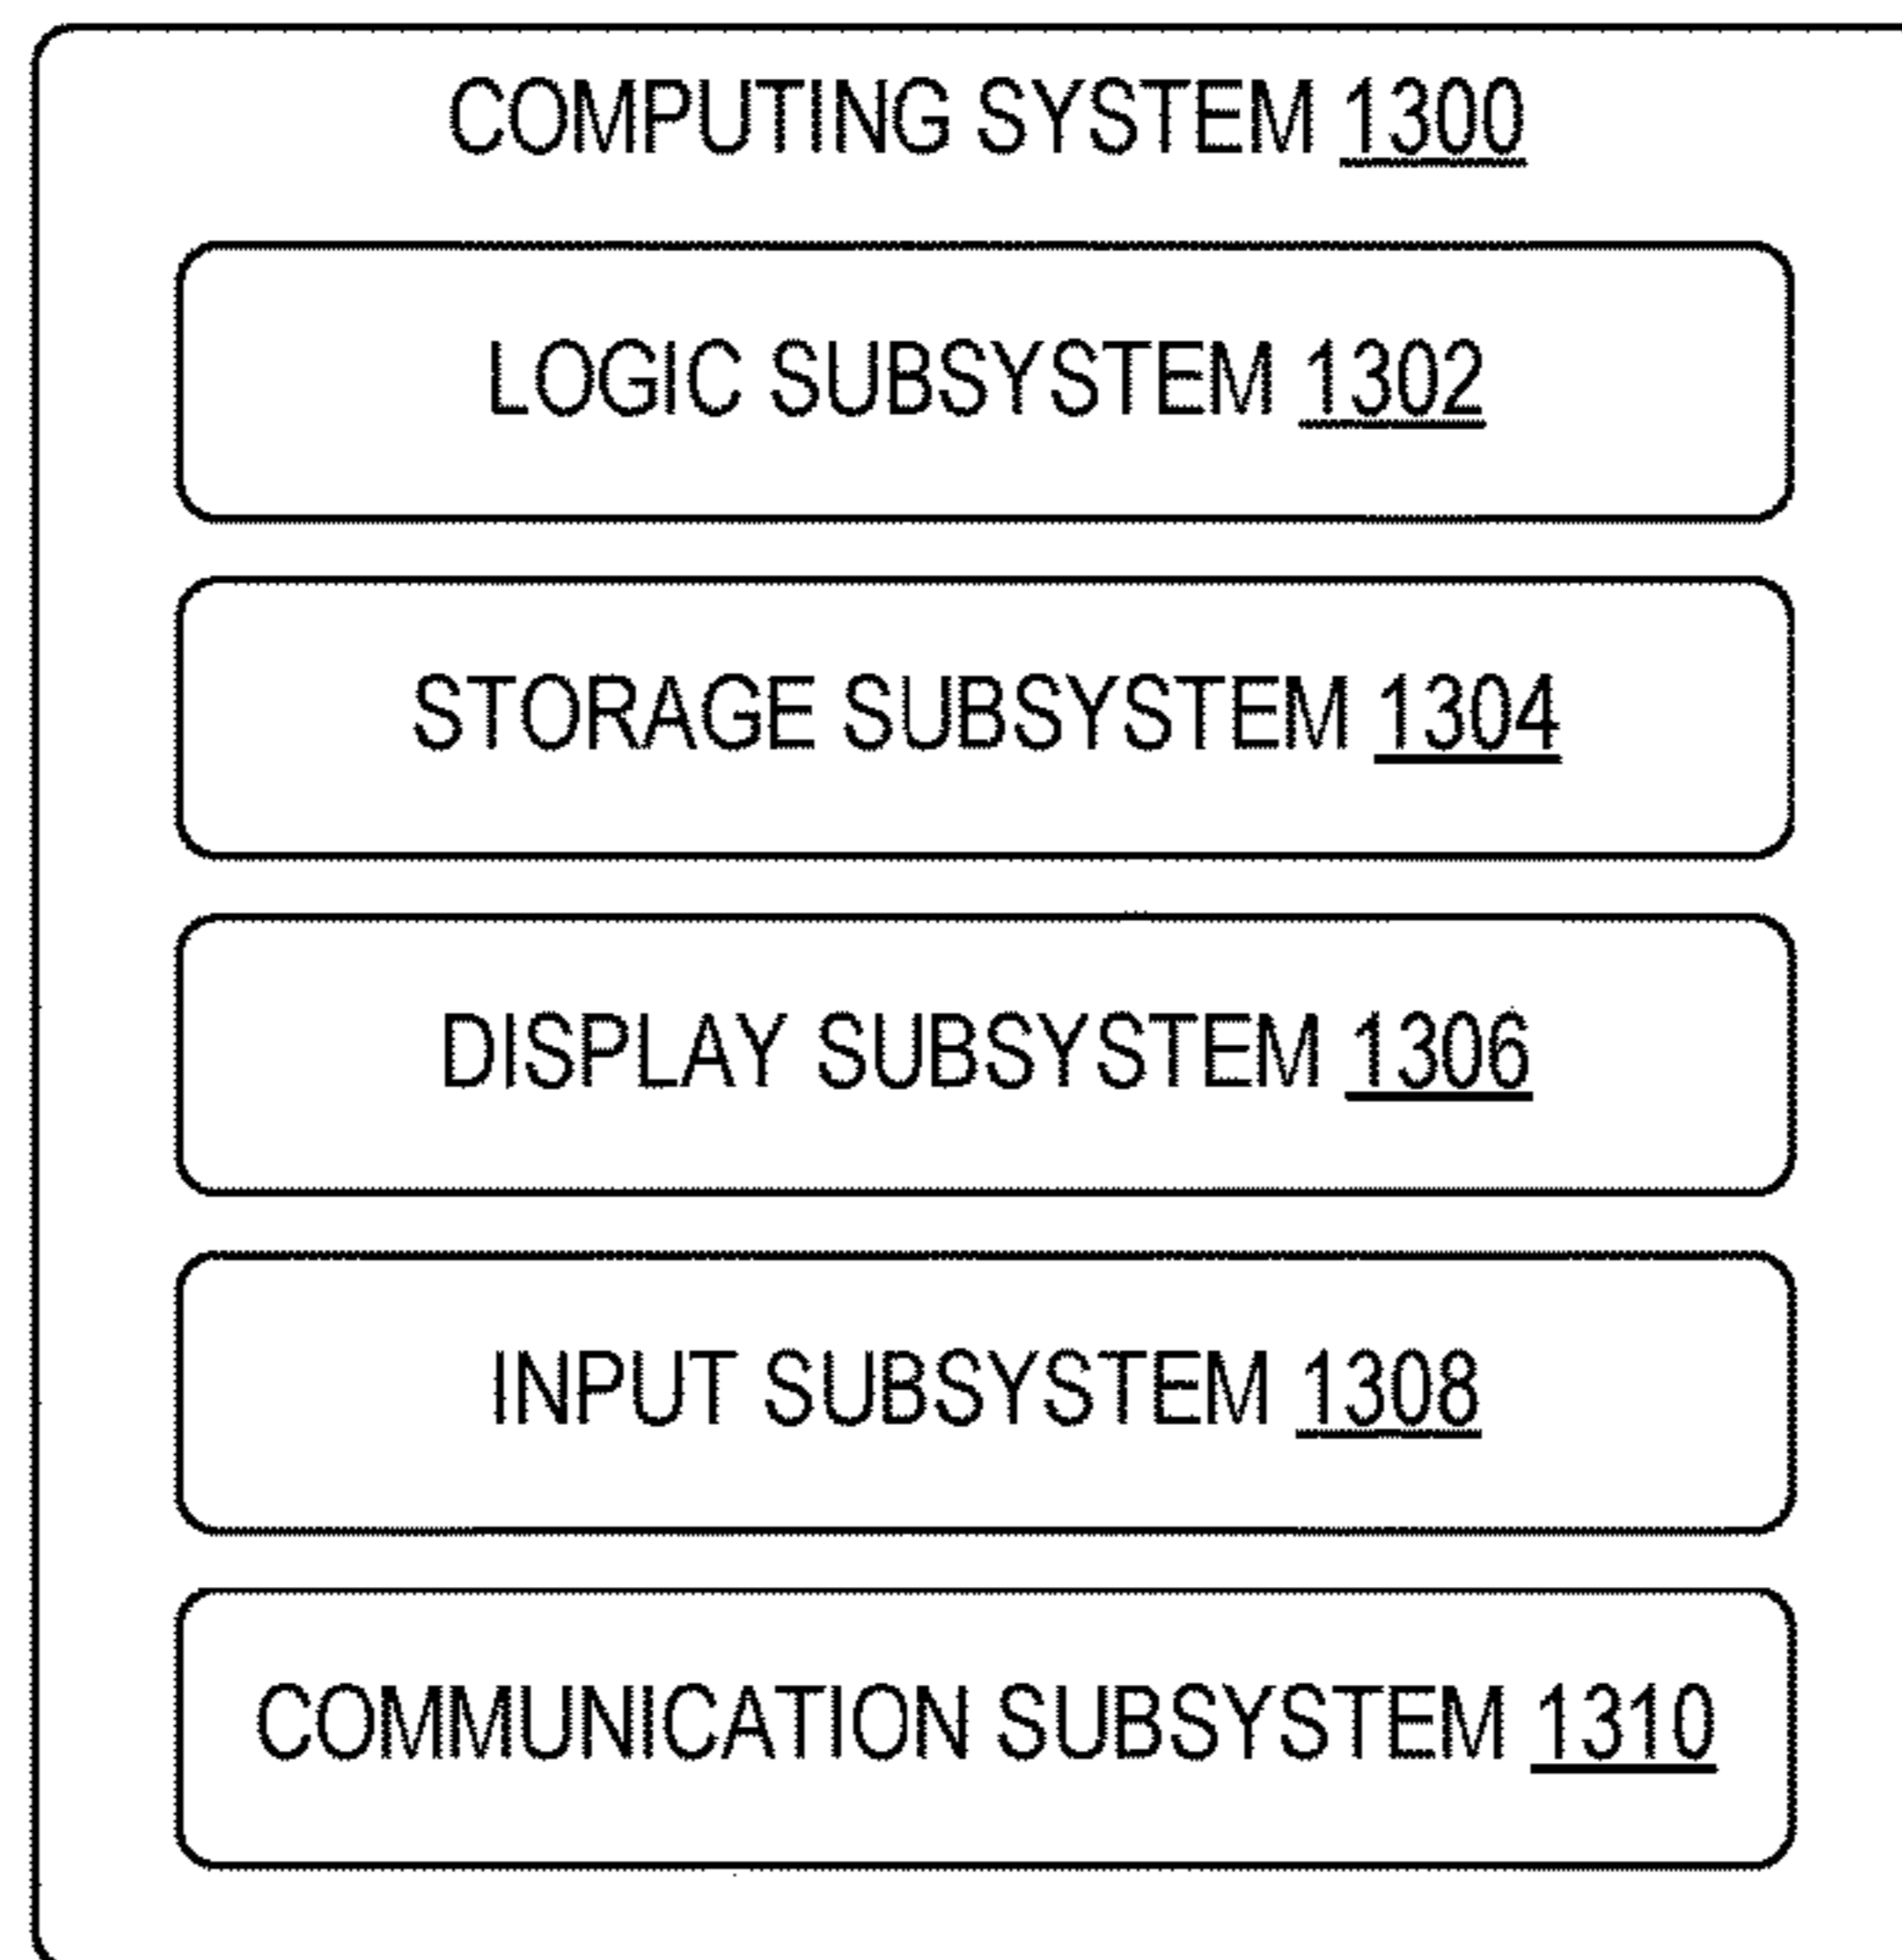 COMPUTING SYSTEM 1300
LOGIC SUBSYSTEM 1302
STORAGE SUBSYSTEM 1304
DISPLAY SUBSYSTEM 1306
INPUT SUBSYSTEM 1308
COMMUNICATION SUBSYSTEM 1310